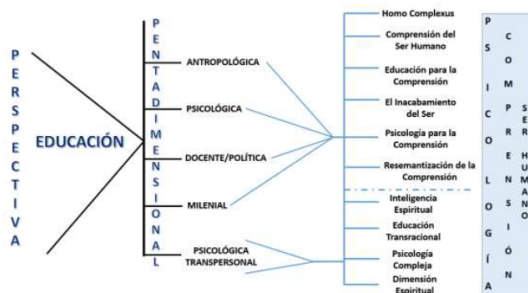 PERSPECTIVA
EDUCACIÓN
PENTADIMENSIONAL
ANTROPOLÓGICA
PSICOLÓGICA
DOCENTE/POLÍTICA
MILENIAL
PSICOLÓGICA
TRANSPERSONAL
Homo Complexus
Comprensión del
Ser Humano
Educación para la
Comprensión
El Inacabamiento
del Ser
Psicología para la
Comprensión
Resemantización de la
Comprensión
Inteligencia
Espiritual
Educación
Transracional
Psicología
Compleja
Dimensión
Espiritual
PSICOLOGÍA
COMPRENSIÓN
SER HUMANO